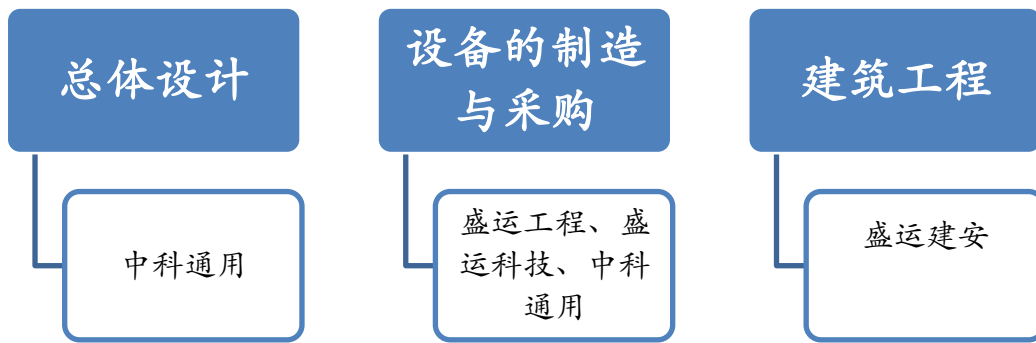 总体设计
中科通用
设备的制造
与采购
盛运工程、盛
运科技、中科
通用
建筑工程
盛运建安